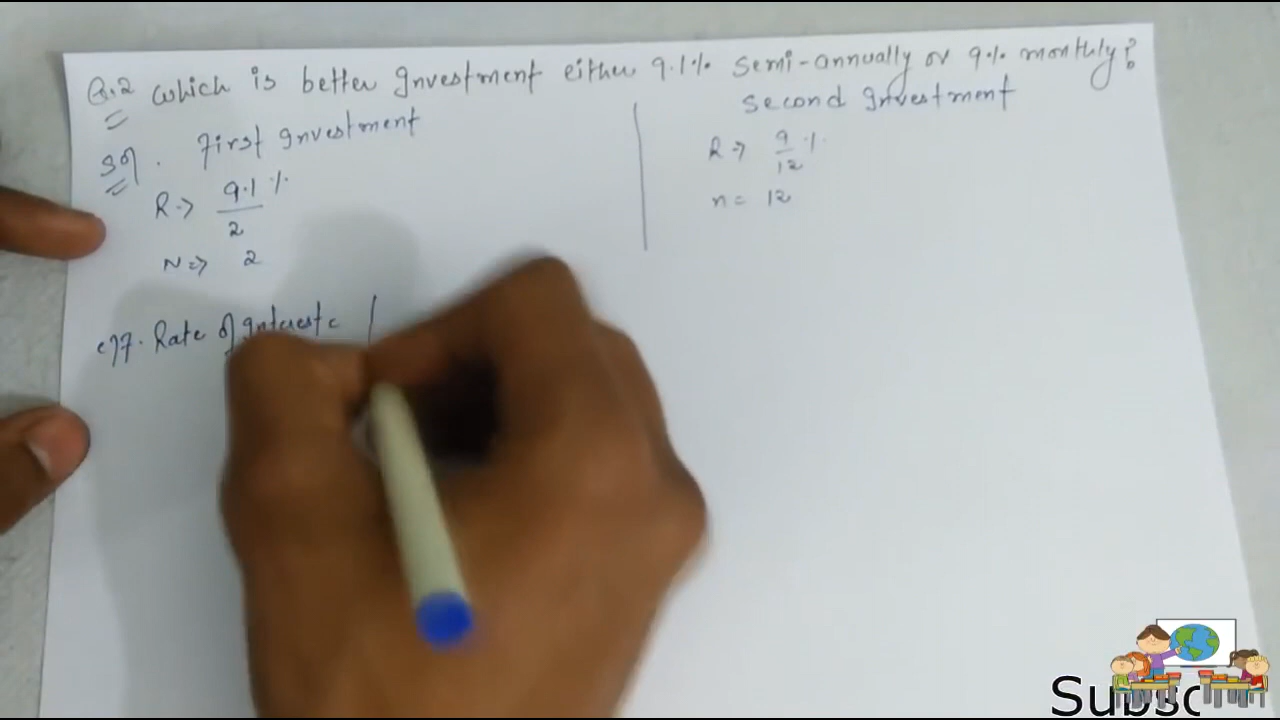 Q.2 which is better Investment either 9.1% semi-annually or 9% monthly?
Sol. First Investment
R → 9.1 %
2
N ⇒ 2
eff. Rate of Interest =
Second Investment
R ⇒ 9 %
12
n = 12
Subsc